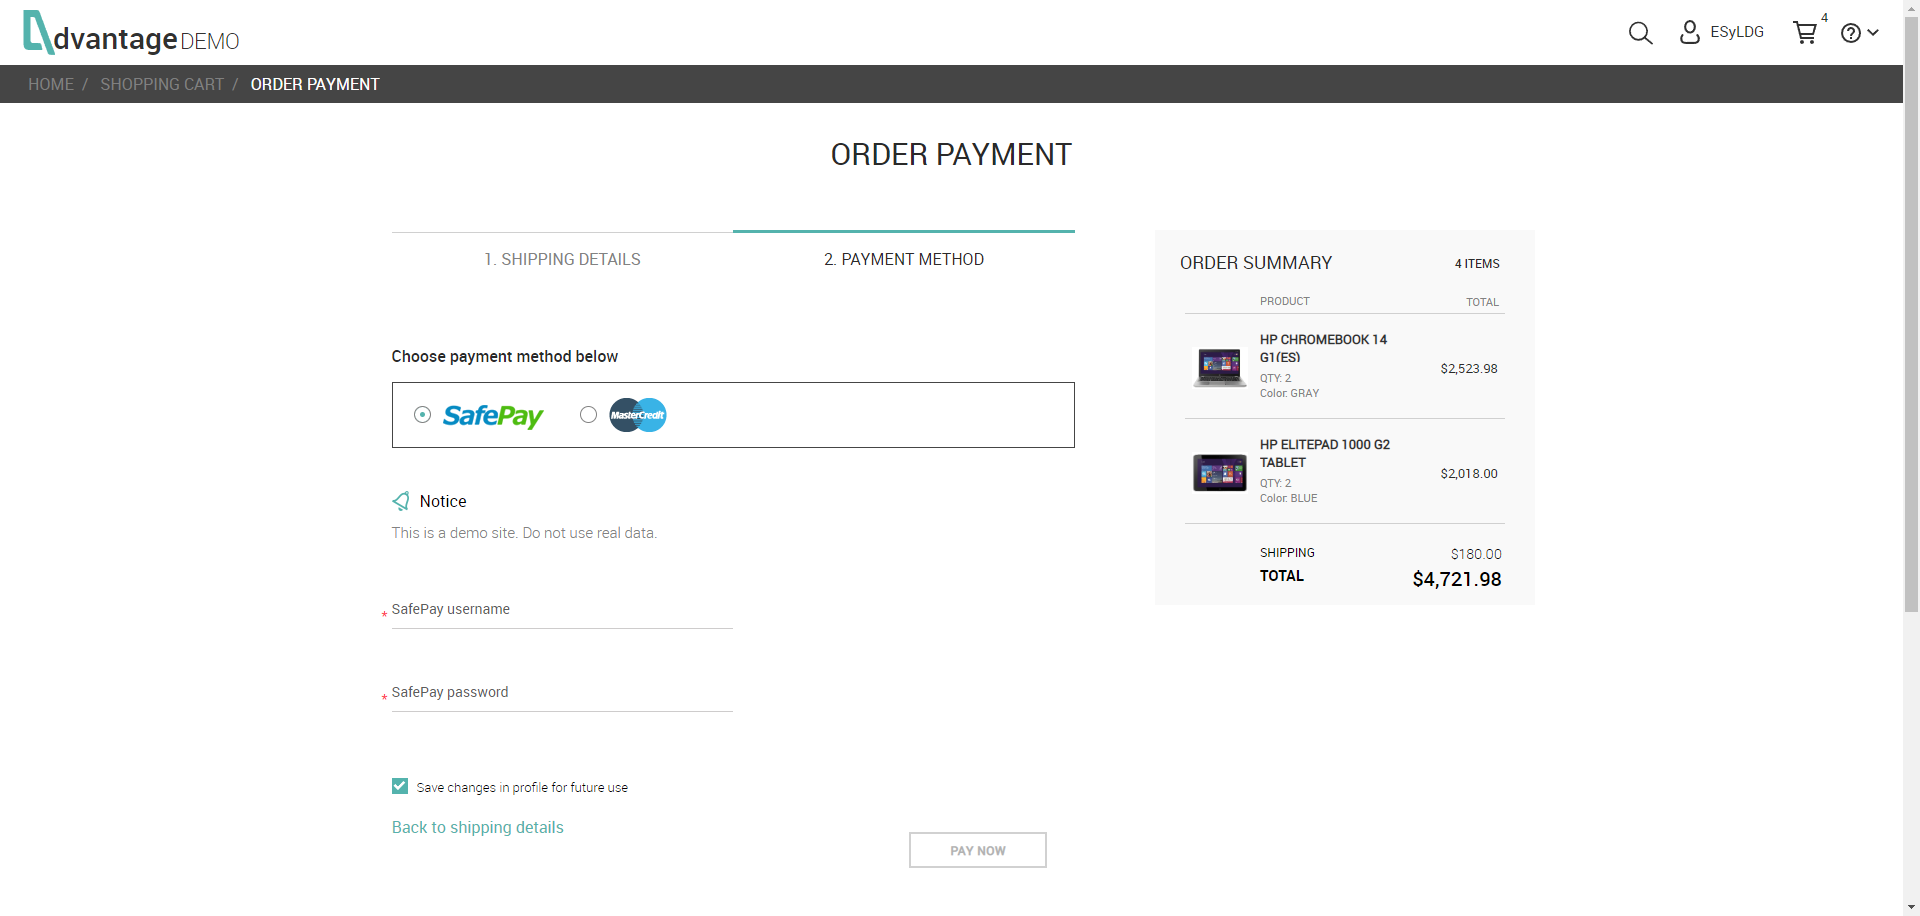 dvantage DEMO
ESyLDG
4
HOME / SHOPPING CART / ORDER PAYMENT
ORDER PAYMENT
1. SHIPPING DETAILS
2. PAYMENT METHOD
Choose payment method below
SafePay
MasterCredit
Notice
This is a demo site. Do not use real data.
* SafePay username
* SafePay password
Save changes in profile for future use
Back to shipping details
PAY NOW
ORDER SUMMARY
4 ITEMS
PRODUCT
TOTAL
HP CHROMEBOOK 14
G1(ES)
QTY: 2
Color: GRAY
$2,523.98
HP ELITEPAD 1000 G2
TABLET
QTY: 2
Color: BLUE
$2,018.00
SHIPPING
$180.00
TOTAL
$4,721.98